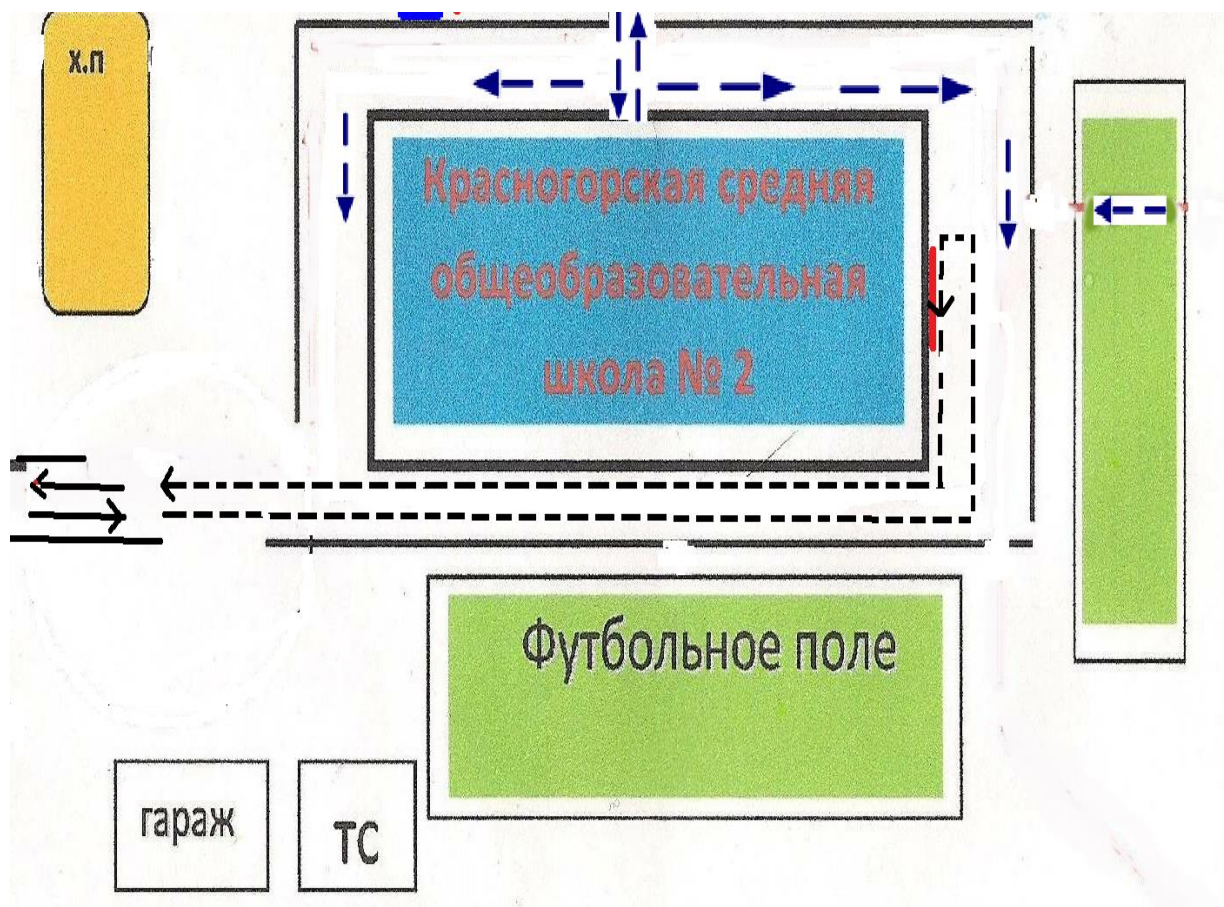 х.п
Красногорская средняя
общеобразовательная
школа № 2
Футбольное поле
гараж
ТС